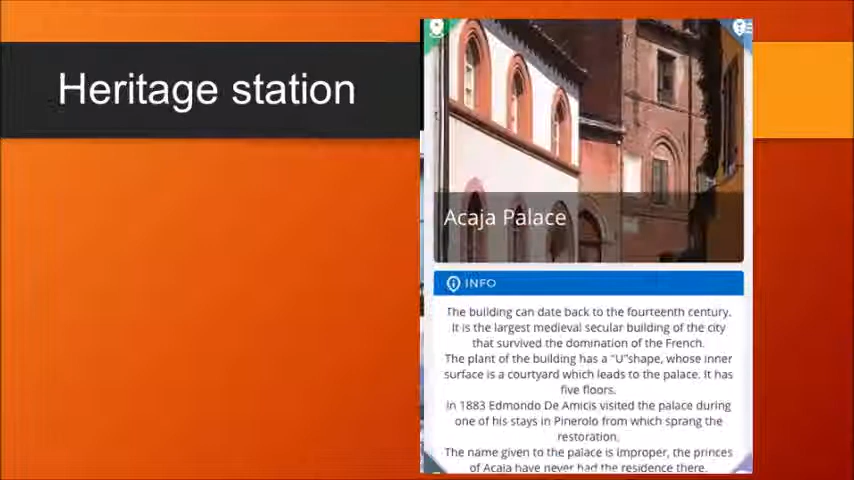 Heritage station
Acaja Palace
INFO
The building can date back to the fourteenth century.
It is the largest medieval secular building of the city
that survived the domination of the French.
The plant of the building has a "U"shape, whose inner
surface is a courtyard which leads to the palace. It has
five floors.
In 1883 Edmondo De Amicis visited the palace during
one of his stays in Pinerolo from which sprang the
restoration.
The name given to the palace is improper, the princes
of Acaja have never had the residence there.